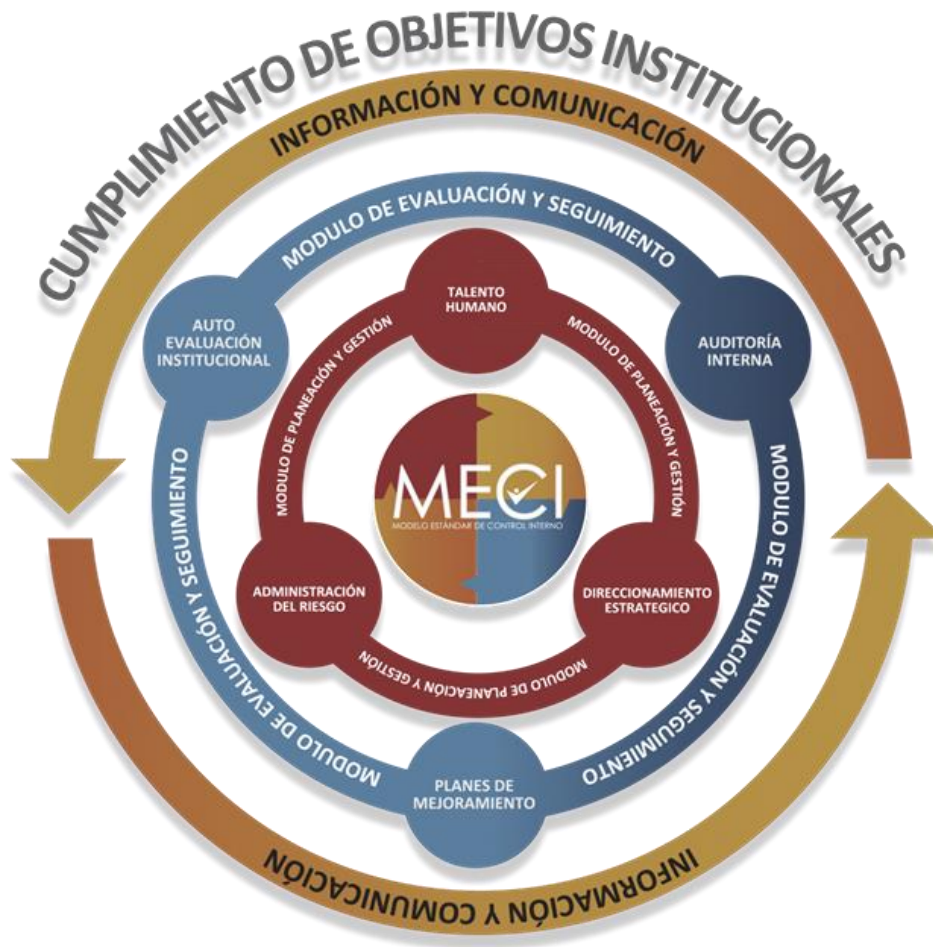 CUMPLIMIENTO DE OBJETIVOS INSTITUCIONALES
INFORMACIÓN Y COMUNICACIÓN
MODULO DE EVALUACIÓN Y SEGUIMIENTO
TALENTO
HUMANO
AUTO
EVALUACIÓN
INSTITUCIONAL
AUDITORÍA
INTERNA
MODULO DE PLANEACIÓN Y GESTIÓN
MODULO DE PLANEACIÓN Y GESTIÓN
MECI
MODELO ESTÁNDAR DE CONTROL INTERNO
MODULO DE EVALUACIÓN Y SEGUIMIENTO
MODULO DE EVALUACIÓN Y SEGUIMIENTO
ADMINISTRACIÓN
DEL RIESGO
DIRECCIONAMIENTO
ESTRATEGICO
MODULO DE PLANEACIÓN Y GESTIÓN
PLANES DE
MEJORAMIENTO
INFORMACIÓN Y COMUNICACIÓN